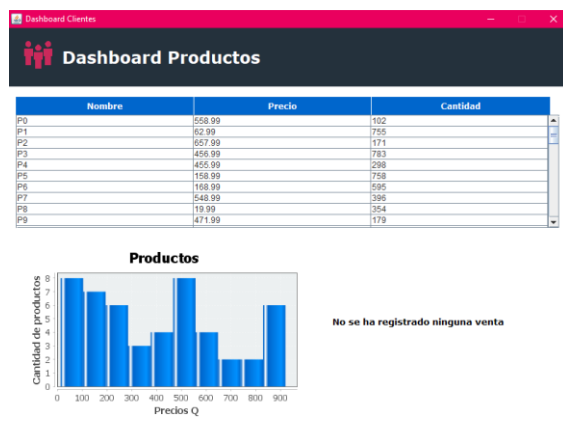 Dashboard Clientes
Dashboard Productos
Nombre Precio Cantidad
P0 558.99 102
P1 62.99 755
P2 657.99 171
P3 456.99 783
P4 455.99 298
P5 158.99 758
P6 168.99 595
P7 548.99 396
P8 19.99 354
P9 471.99 179
Productos
Cantidad de productos
8
7
6
5
4
3
2
1
0
0 100 200 300 400 500 600 700 800 900
Precios Q
No se ha registrado ninguna venta